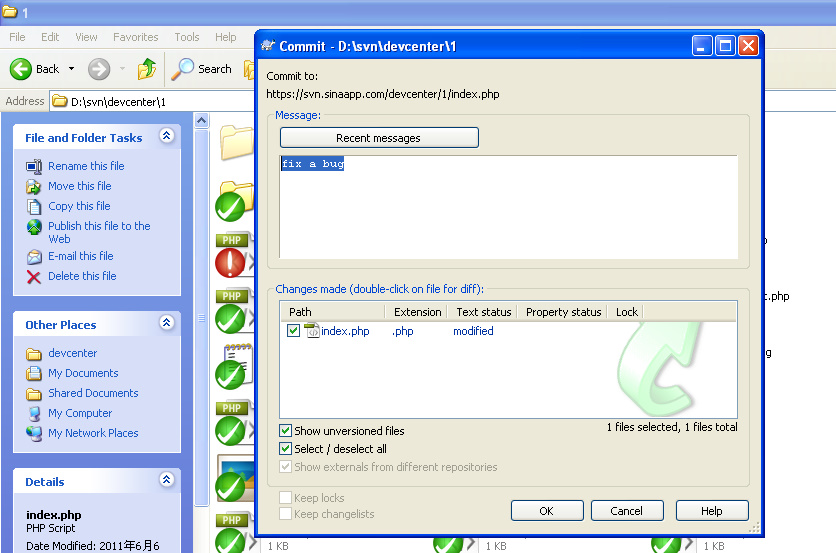 1
File Edit View Favorites Tools Help
Back Search
Address D:\svn\devcenter\1
File and Folder Tasks
Rename this file
Move this file
Copy this file
Publish this file to the
Web
E-mail this file
Delete this file
Other Places
devcenter
My Documents
Shared Documents
My Computer
My Network Places
Details
index.php
PHP Script
Date Modified: 2011年6月6
PHP
PHP
PHP
PHP
Commit - D:\svn\devcenter\1
Commit to:
https://svn.sinaapp.com/devcenter/1/index.php
Message:
Recent messages
fix a bug
Changes made (double-click on file for diff):
Path Extension Text status Property status Lock
index.php .php modified
Show unversioned files
1 files selected, 1 files total
Select / deselect all
Show externals from different repositories
Keep locks
Keep changelists
OK Cancel Help
.php
1 KB 1 KB 1 KB